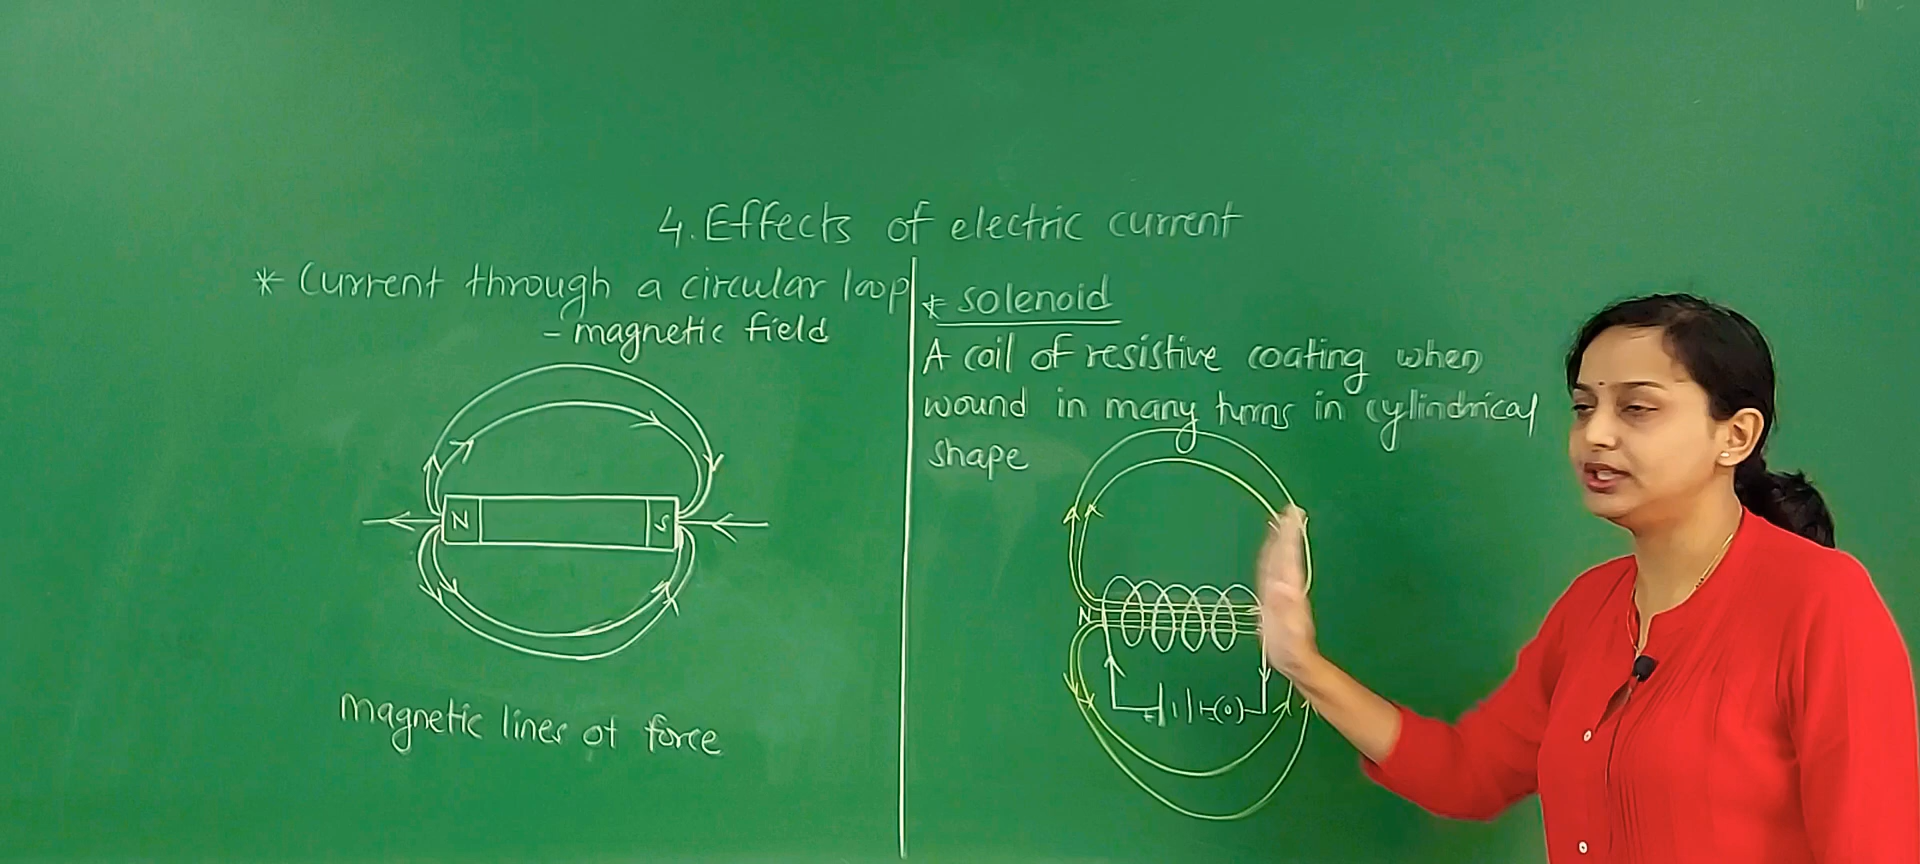 4. Effects of electric current
* Current through a circular loop
- magnetic field
N S
magnetic lines of force
* solenoid
A coil of resistive coating when
wound in many turns in cylindrical
shape
N